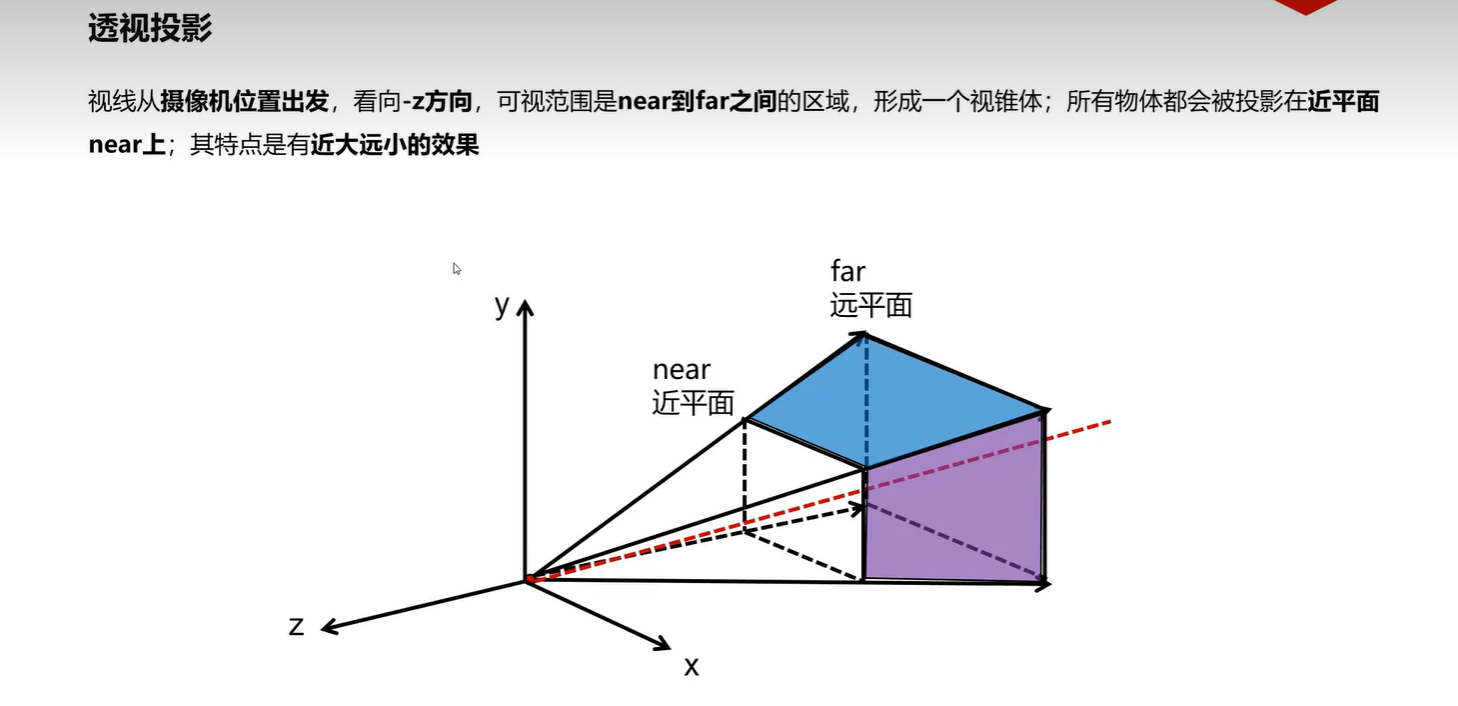 透视投影
视线从摄像机位置出发，看向-z方向，可视范围是near到far之间的区域，形成一个视锥体；所有物体都会被投影在近平面
near上；其特点是有近大远小的效果
far
远平面
y
near
近平面
z
x